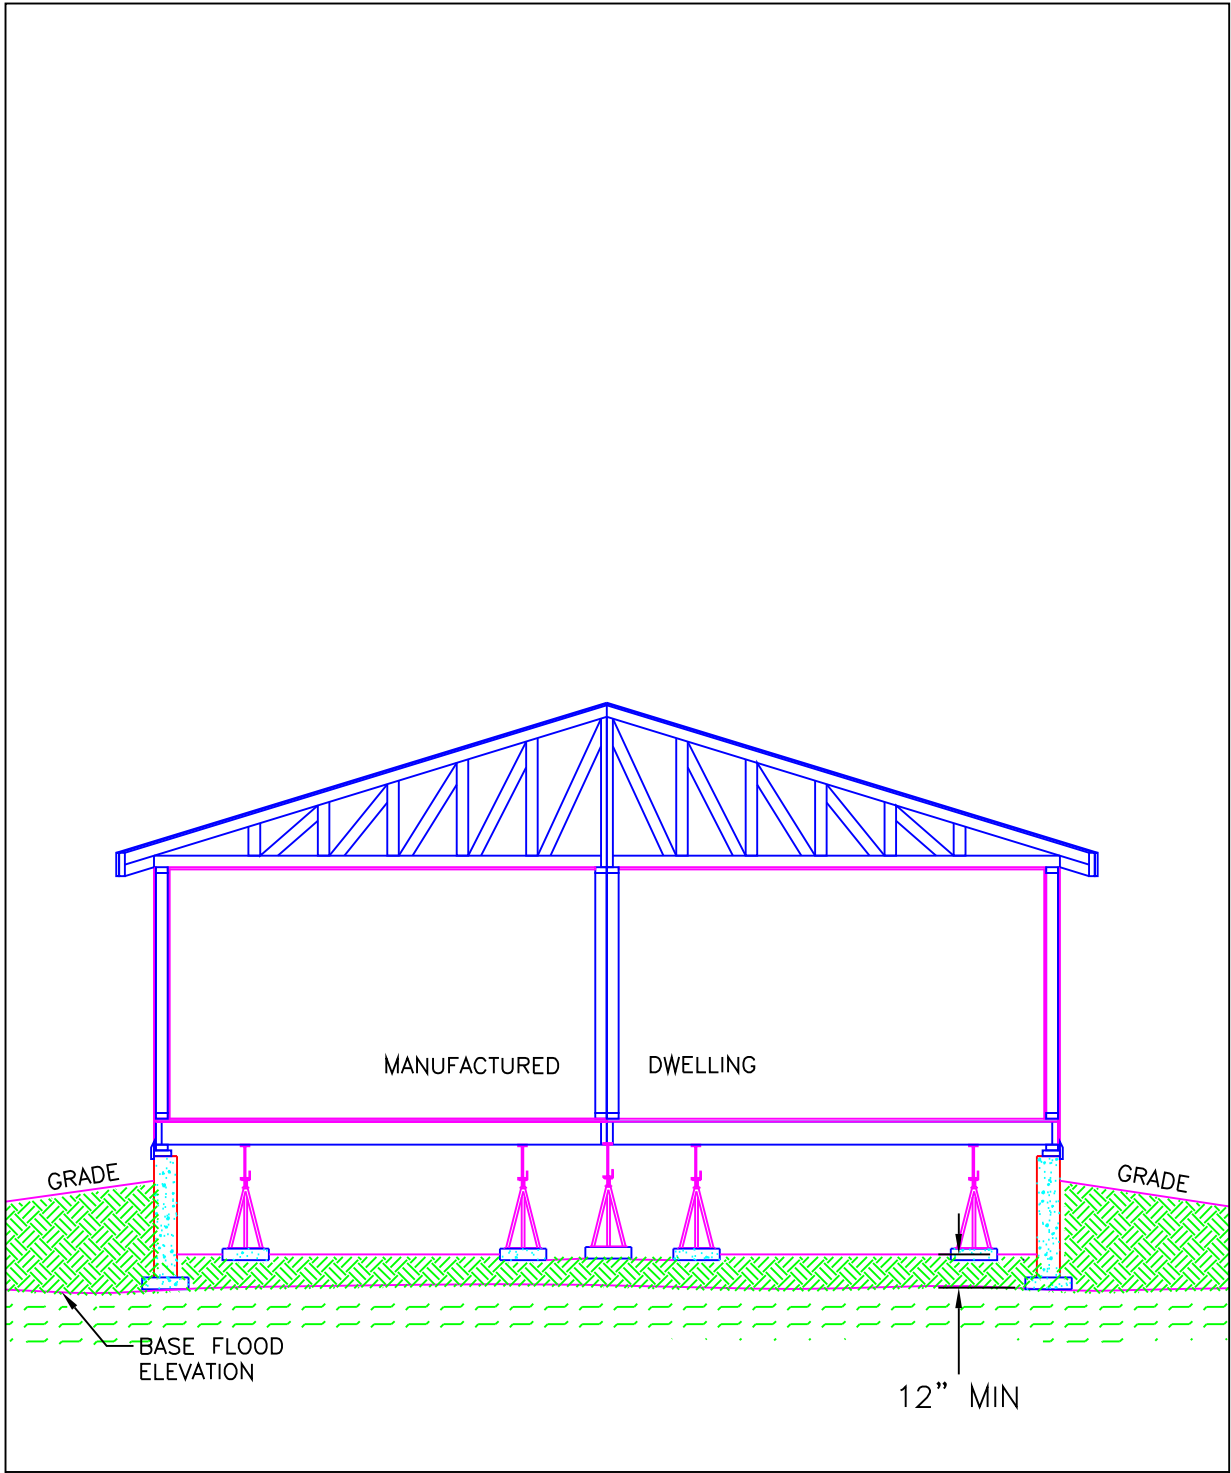 MANUFACTURED DWELLING
GRADE
GRADE
BASE FLOOD
ELEVATION
12” MIN